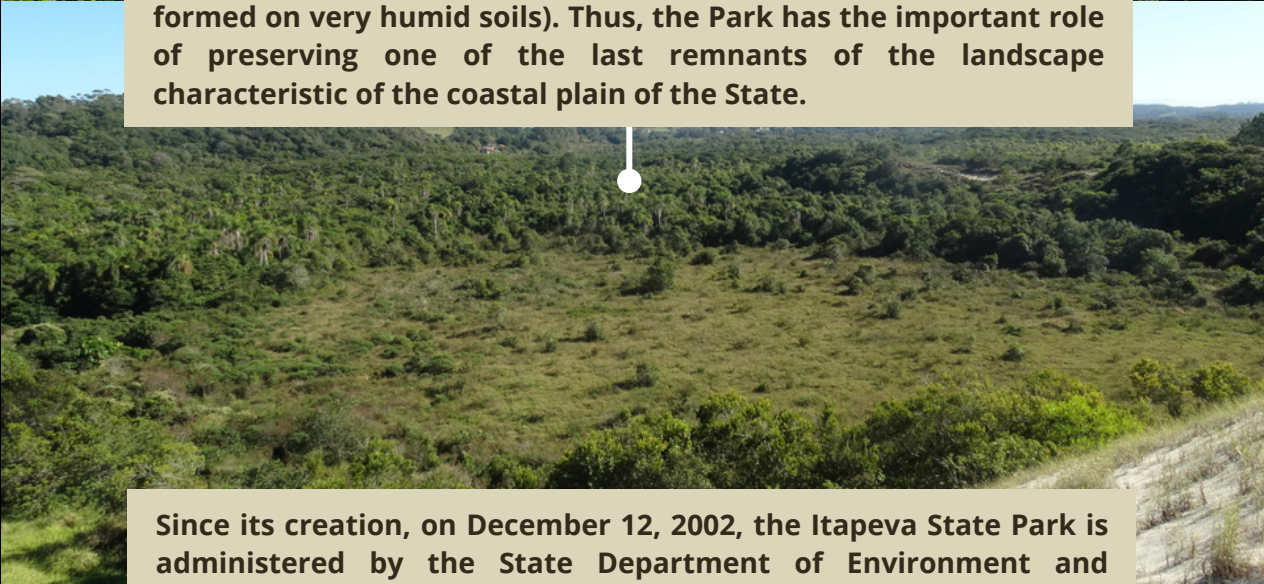 formed on very humid soils). Thus, the Park has the important role
of preserving one of the last remnants of the landscape
characteristic of the coastal plain of the State.
Since its creation, on December 12, 2002, the Itapeva State Park is
administered by the State Department of Environment and